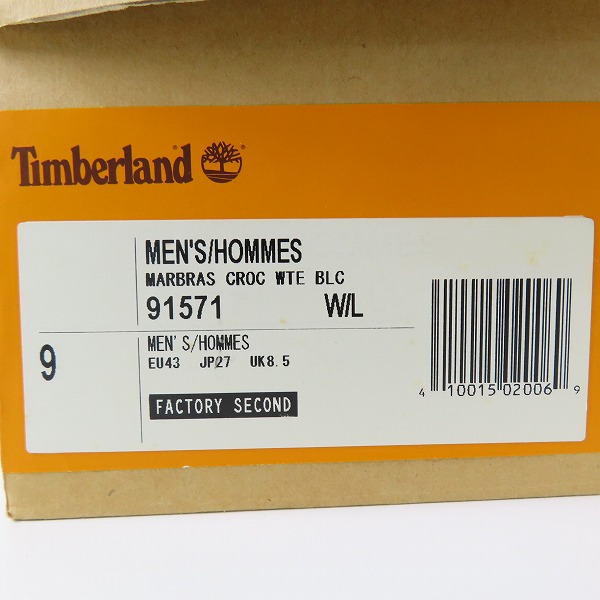 Timberland
MEN'S/HOMMES
MARBRAS CROC WTE BLC
91571 W/L
9
MEN'S/HOMMES
EU43 JP27 UK8.5
FACTORY SECOND
4 10015 02006 9